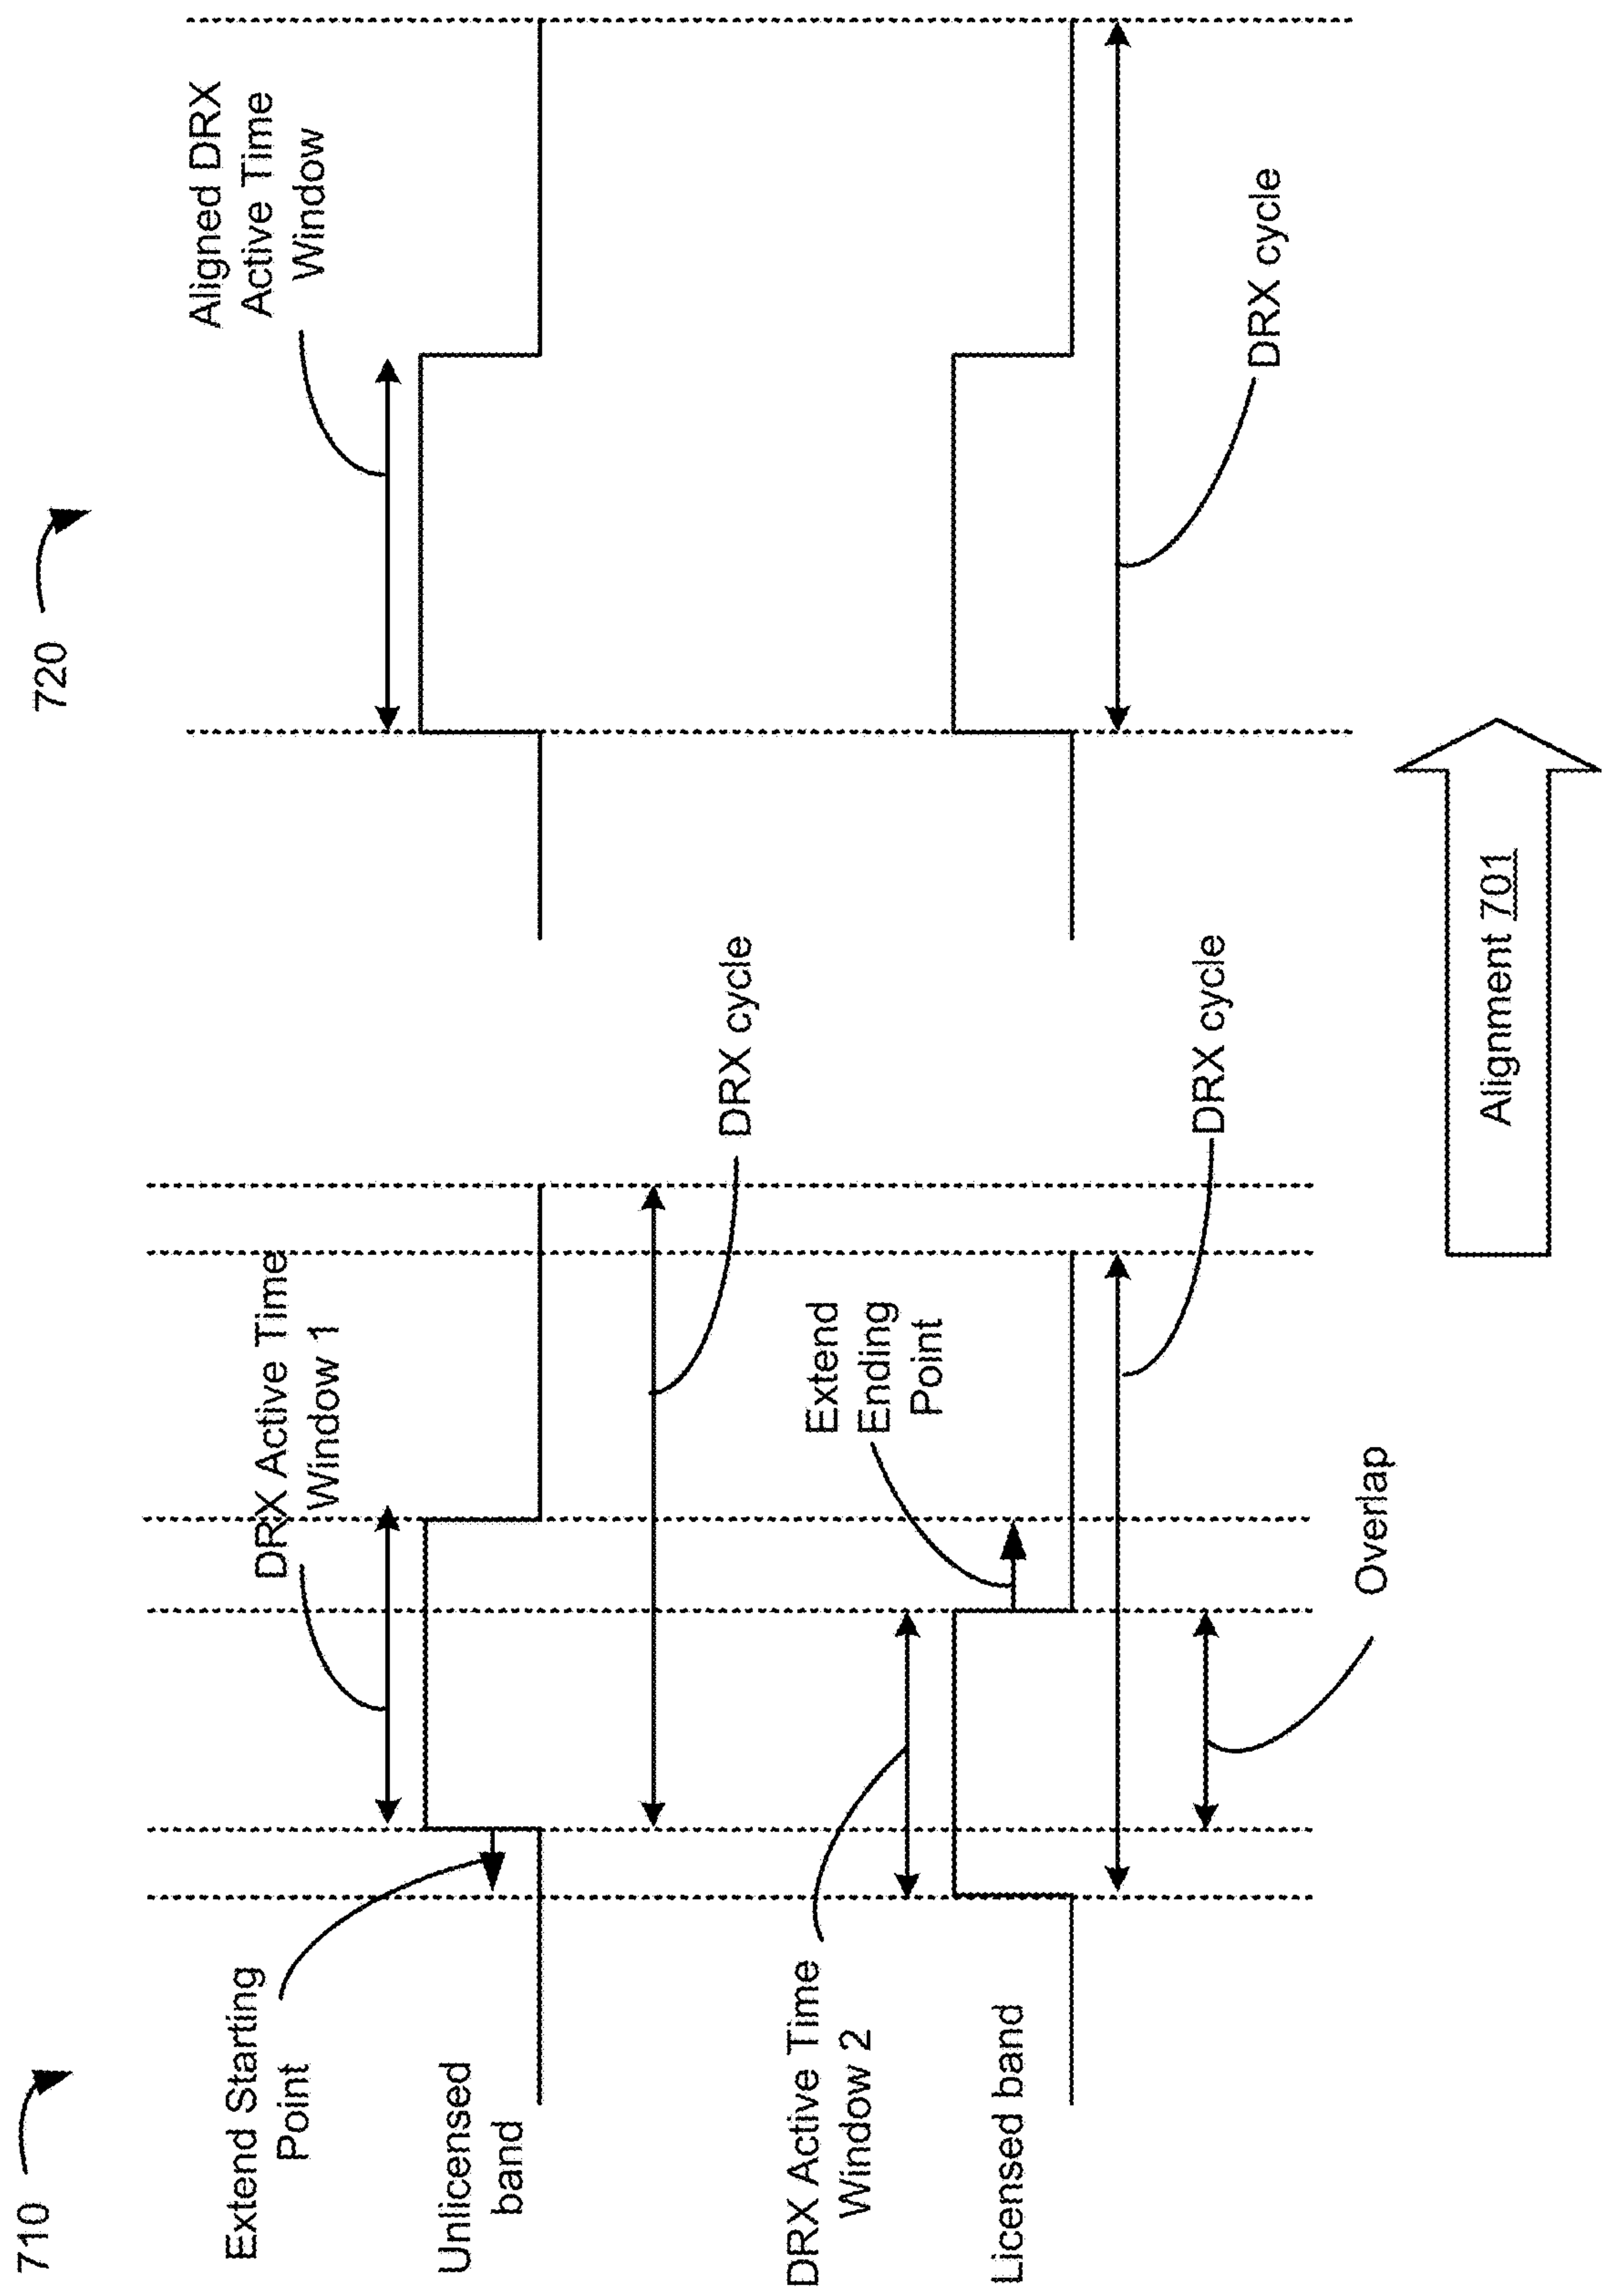 710
Extend Starting
Point
Unlicensed
band
DRX Active Time
Window 1
DRX cycle
DRX Active Time
Window 2
Licensed band
Extend
Ending
Point
DRX cycle
Overlap
Alignment 701
720
Aligned DRX
Active Time
Window
DRX cycle